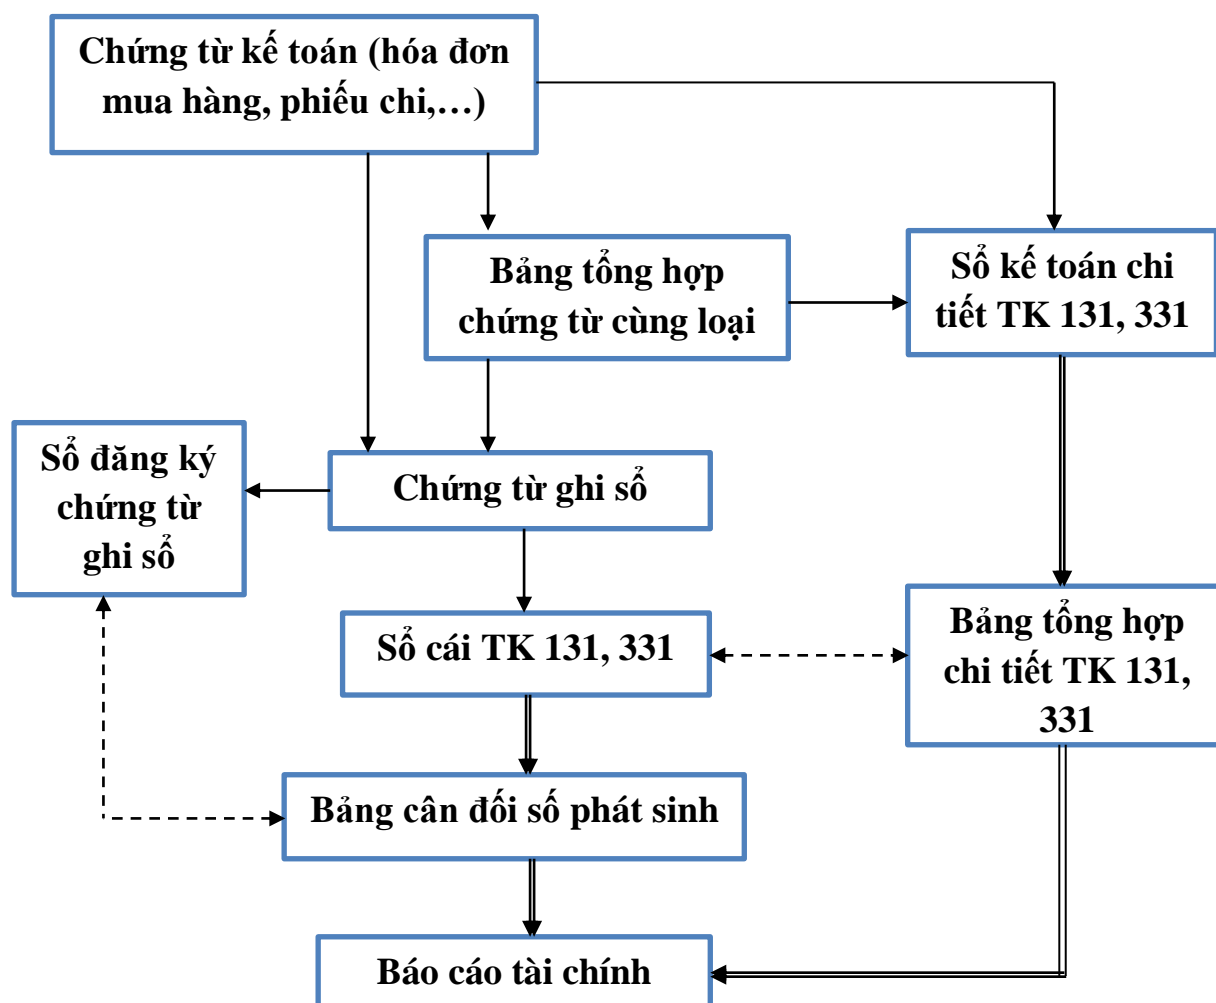 Chứng từ kế toán (hóa đơn
mua hàng, phiếu chi,…)
Bảng tổng hợp
chứng từ cùng loại
Sổ kế toán chi
tiết TK 131, 331
Sổ đăng ký
chứng từ
ghi sổ
Chứng từ ghi sổ
Sổ cái TK 131, 331
Bảng tổng hợp
chi tiết TK 131,
331
Bảng cân đối số phát sinh
Báo cáo tài chính